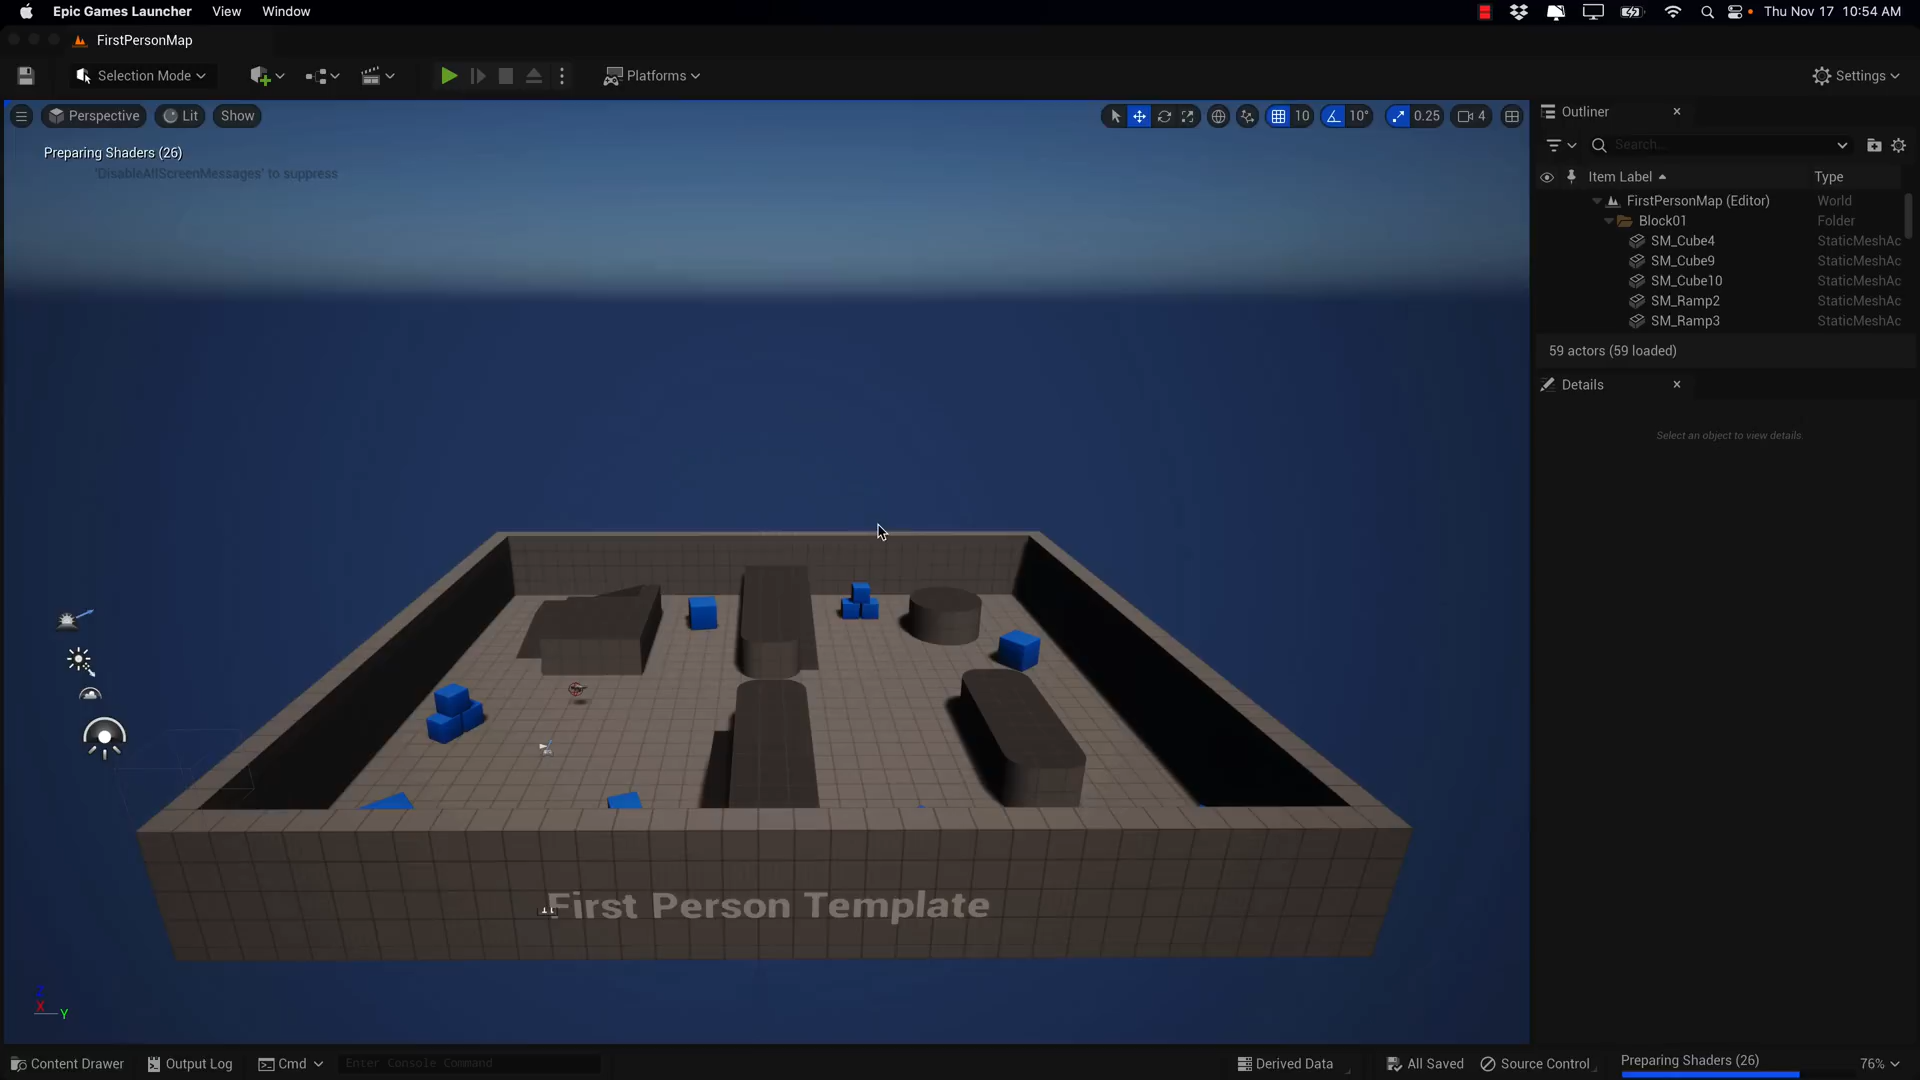 Epic Games Launcher View Window Thu Nov 17 10:54 AM
FirstPersonMap
Selection Mode Platforms Settings
Perspective Lit Show 10 10° 0.25 4
Preparing Shaders (26)
'DisableAllScreenMessages' to suppress
Outliner
Search...
Item Label Type
FirstPersonMap (Editor) World
Block01 Folder
SM_Cube4 StaticMeshAc
SM_Cube9 StaticMeshAc
SM_Cube10 StaticMeshAc
SM_Ramp2 StaticMeshAc
SM_Ramp3 StaticMeshAc
59 actors (59 loaded)
Details
Select an object to view details.
First Person Template
Z
X
Y
Content Drawer Output Log Cmd Enter Console Command Derived Data All Saved Source Control Preparing Shaders (26) 76%